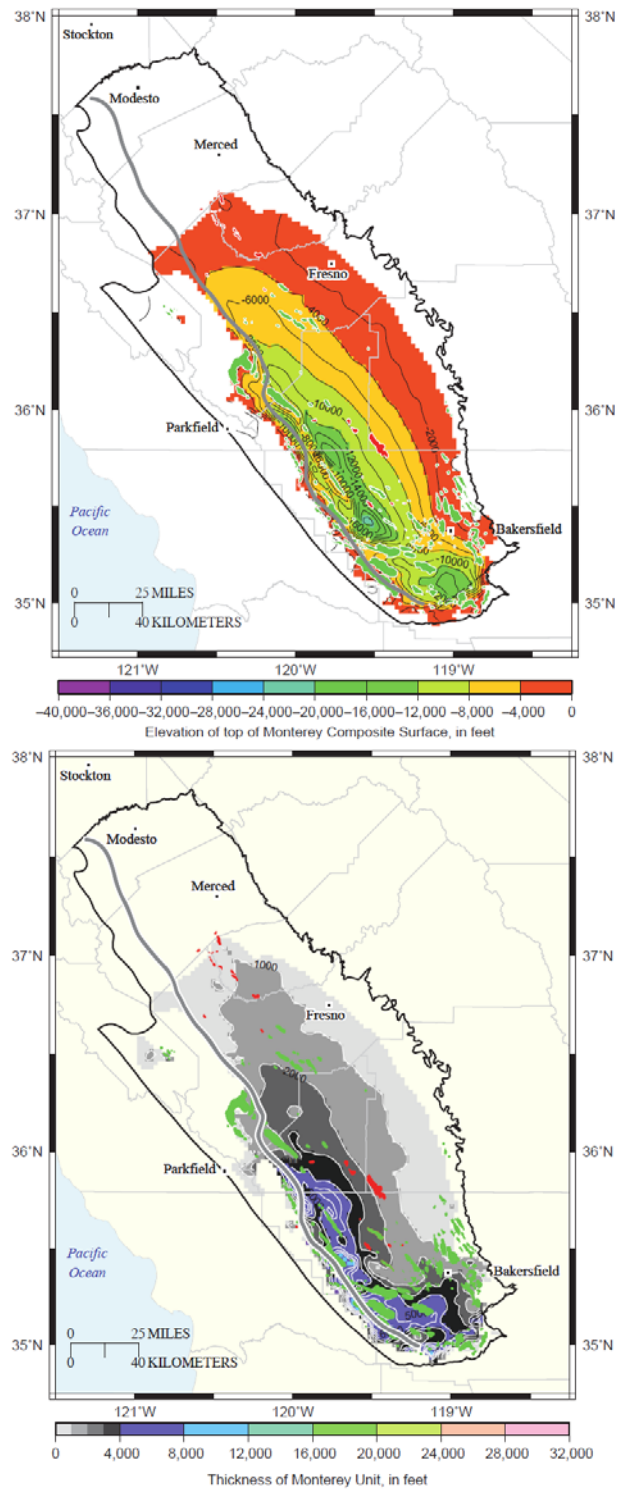 38°N
38°N
Stockton
Modesto
Merced
37°N
37°N
Fresno
-6000
-4000
36°N
36°N
-10000
-2000
Parkfield
Pacific
Ocean
Bakersfield
-10000
0 25 MILES
0 40 KILOMETERS
35°N
35°N
121°W 120°W 119°W
−40,000−36,000−32,000−28,000−24,000−20,000−16,000−12,000 −8,000 −4,000 0
Elevation of top of Monterey Composite Surface, in feet
38°N
38°N
Stockton
Modesto
Merced
37°N
37°N
1000
Fresno
2000
36°N
36°N
Parkfield
Pacific
Ocean
Bakersfield
0 25 MILES
0 40 KILOMETERS
35°N
35°N
121°W 120°W 119°W
0 4,000 8,000 12,000 16,000 20,000 24,000 28,000 32,000
Thickness of Monterey Unit, in feet